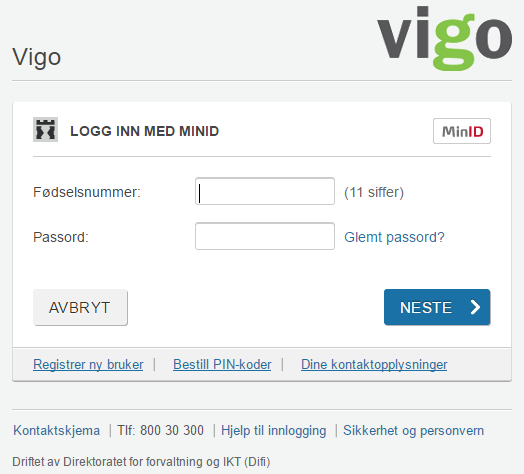 vigo
Vigo
LOGG INN MED MINID
MinID
Fødselsnummer: (11 siffer)
Passord: Glemt passord?
AVBRYT NESTE
Registrer ny bruker | Bestill PIN-koder | Dine kontaktopplysninger
Kontaktskjema | Tlf: 800 30 300 | Hjelp til innlogging | Sikkerhet og personvern
Driftet av Direktoratet for forvaltning og IKT (Difi)